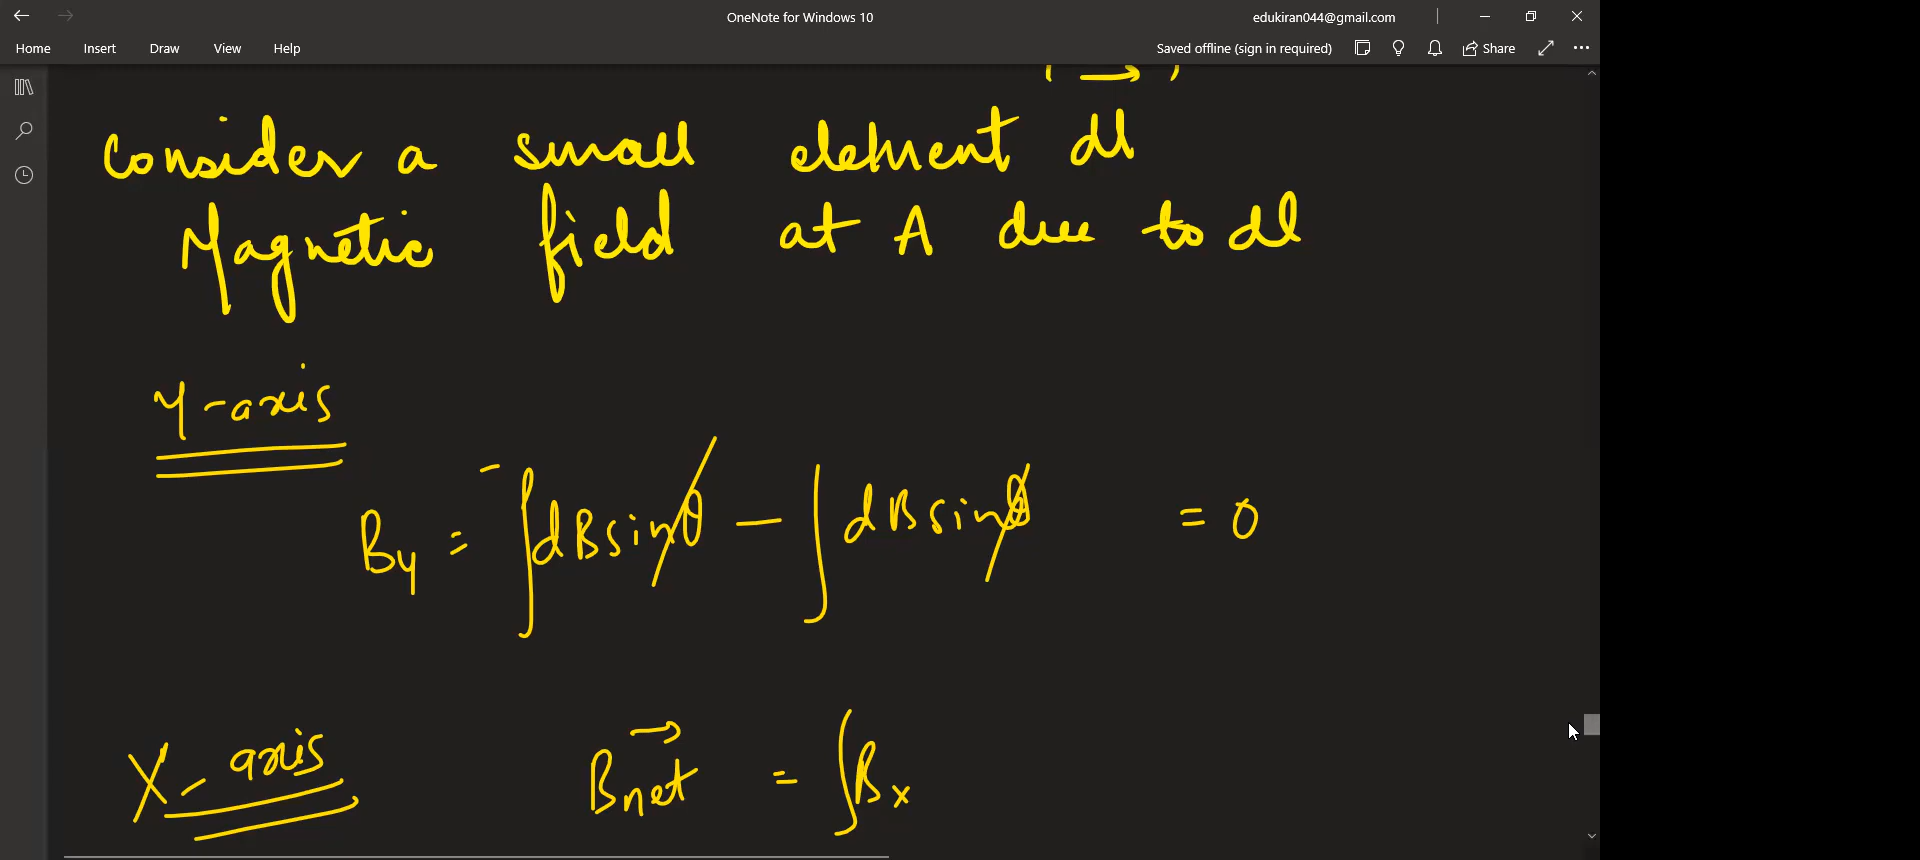 OneNote for Windows 10
edukiran044@gmail.com
Home Insert Draw View Help
Saved offline (sign in required) Share
( → )
Consider a small element dl
Magnetic field at A due to dl
Y-axis
By = ∫dBsinθ — ∫dBsinθ = 0
X-axis B⃗net = ∫Bx